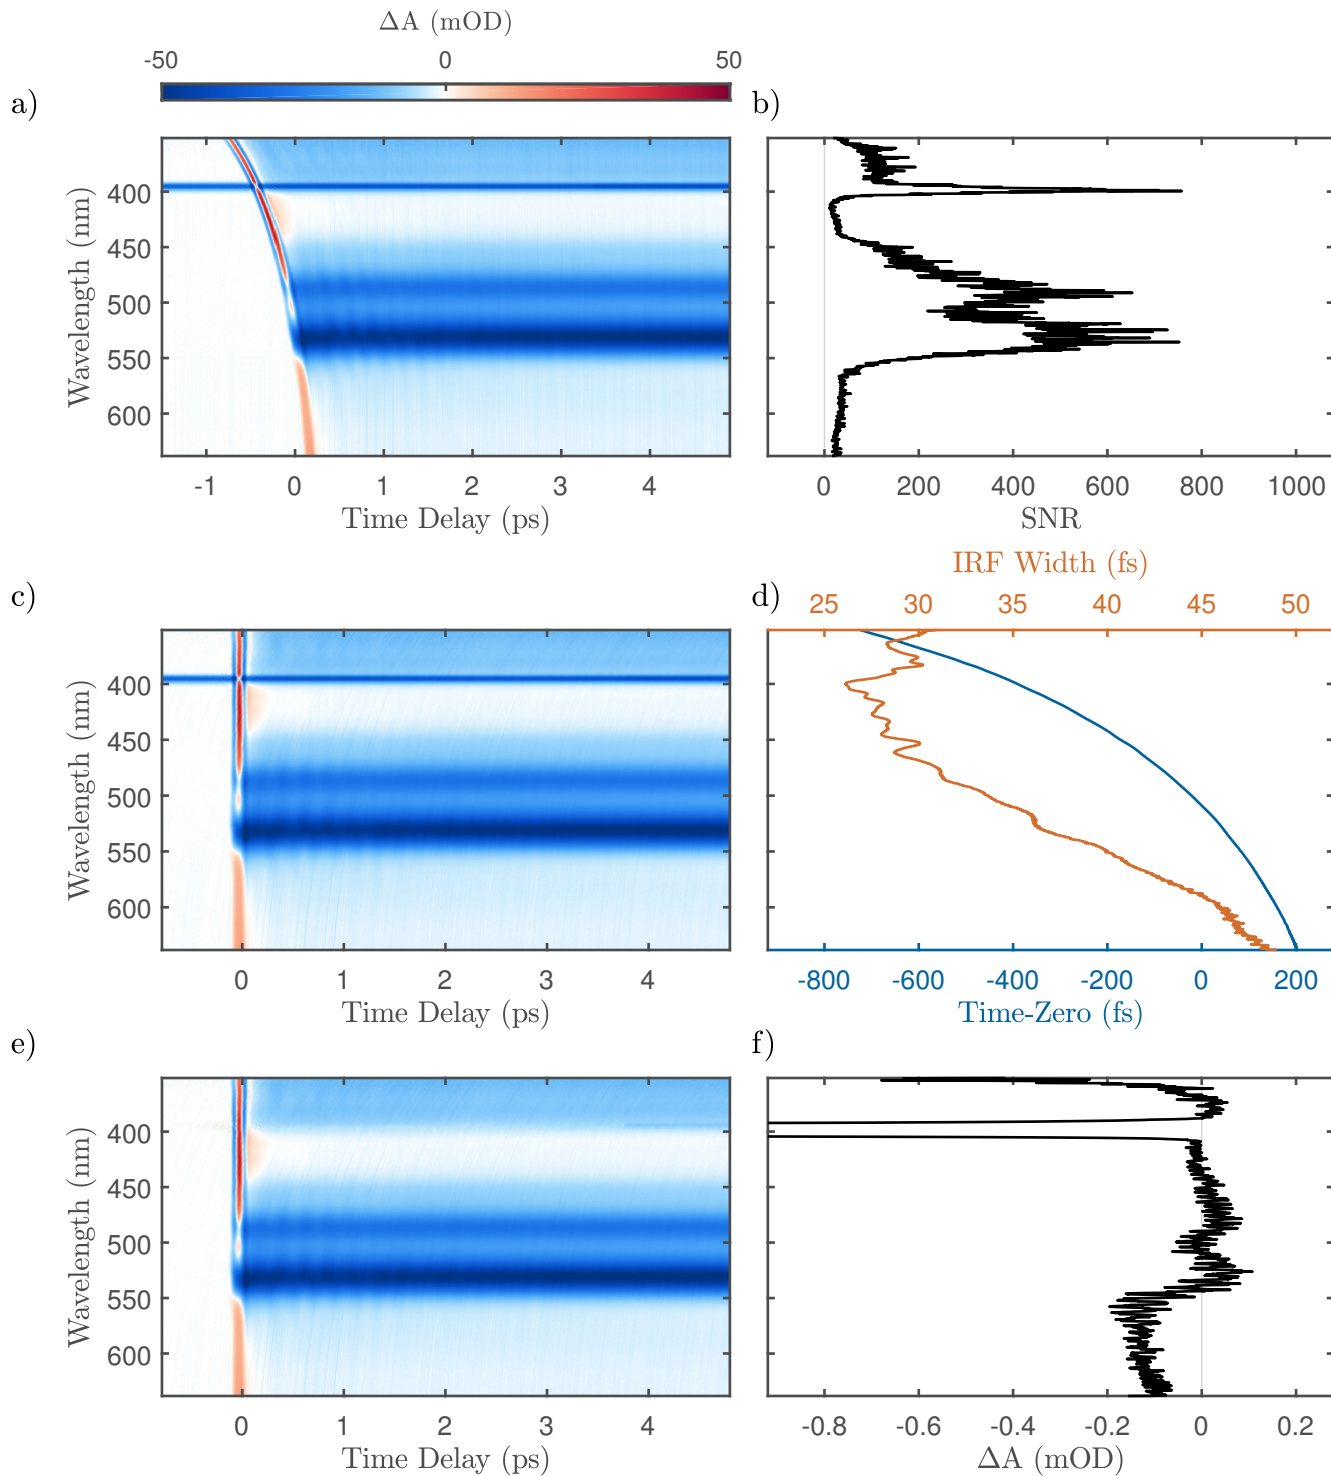 ΔA (mOD)
-50 0 50
a)
Wavelength (nm)
400
450
500
550
600
-1 0 1 2 3 4
Time Delay (ps)
b)
0 200 400 600 800 1000
SNR
c)
Wavelength (nm)
400
450
500
550
600
0 1 2 3 4
Time Delay (ps)
IRF Width (fs)
d)
25 30 35 40 45 50
-800 -600 -400 -200 0 200
Time-Zero (fs)
e)
Wavelength (nm)
400
450
500
550
600
0 1 2 3 4
Time Delay (ps)
f)
-0.8 -0.6 -0.4 -0.2 0 0.2
ΔA (mOD)